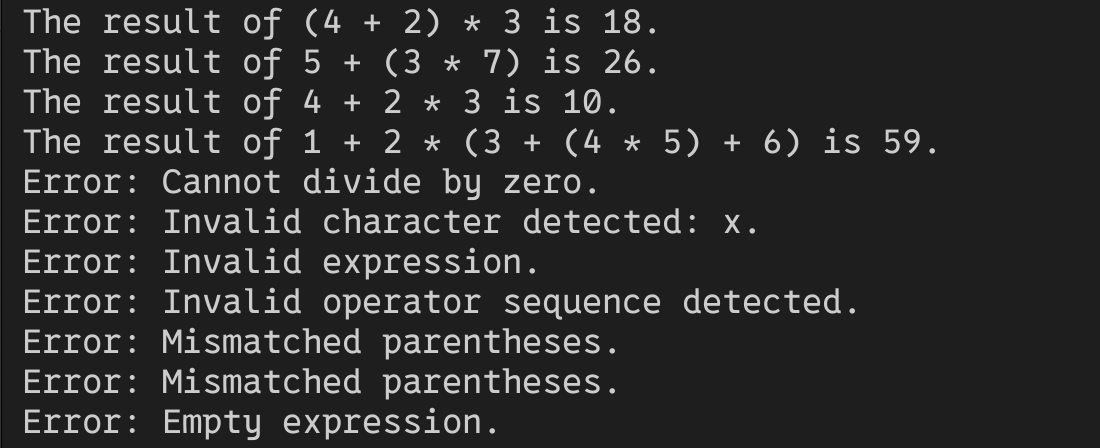 The result of (4 + 2) * 3 is 18.
The result of 5 + (3 * 7) is 26.
The result of 4 + 2 * 3 is 10.
The result of 1 + 2 * (3 + (4 * 5) + 6) is 59.
Error: Cannot divide by zero.
Error: Invalid character detected: x.
Error: Invalid expression.
Error: Invalid operator sequence detected.
Error: Mismatched parentheses.
Error: Mismatched parentheses.
Error: Empty expression.